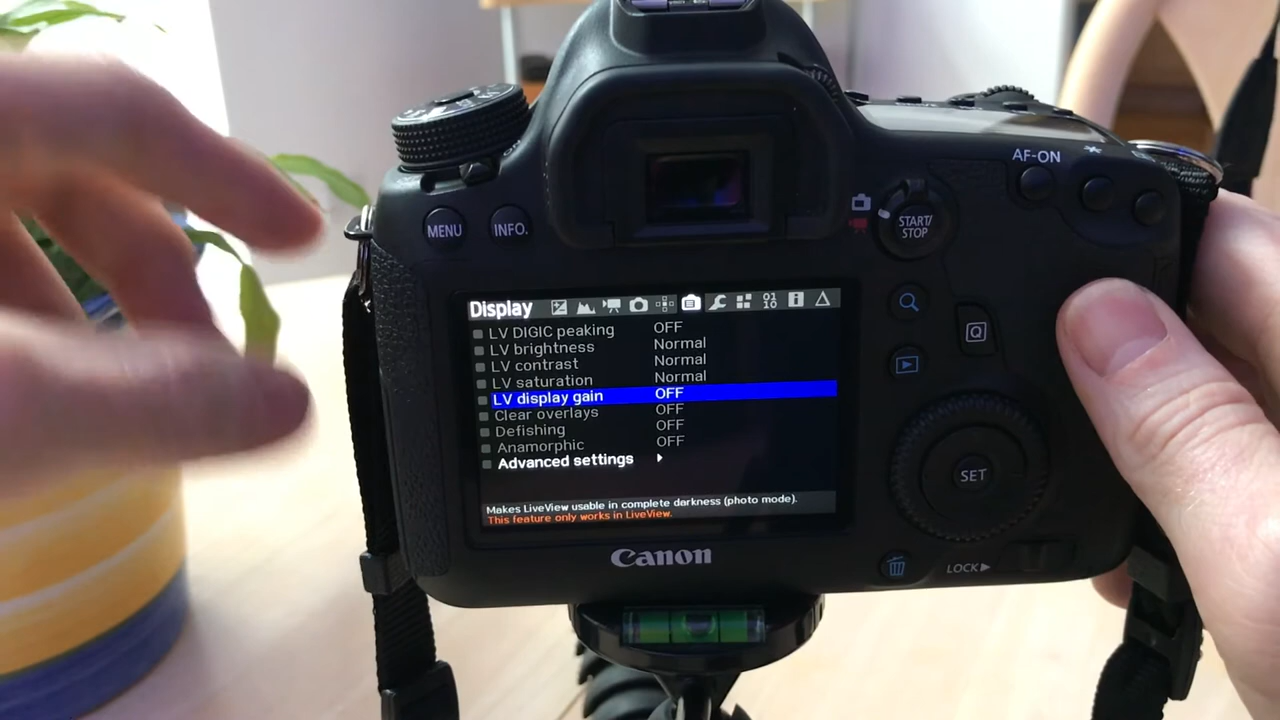 AF-ON
MENU
INFO.
START/
STOP
Display
01
10
LV DIGIC peaking OFF
LV brightness Normal
LV contrast Normal
LV saturation Normal
LV display gain OFF
Clear overlays OFF
Defishing OFF
Anamorphic OFF
Advanced settings
Makes LiveView usable in complete darkness (photo mode).
This feature only works in LiveView.
Q
SET
Canon
LOCK